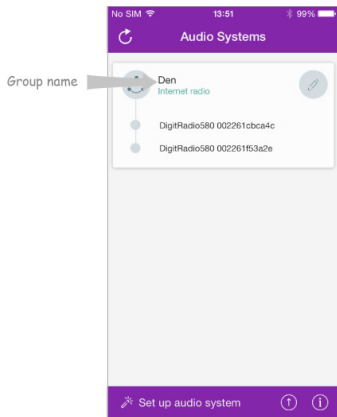 No SIM 13:51 99%
Audio Systems
Group name
Den
Internet radio
DigitRadio580 002261cbca4c
DigitRadio580 002261f53a2e
Set up audio system